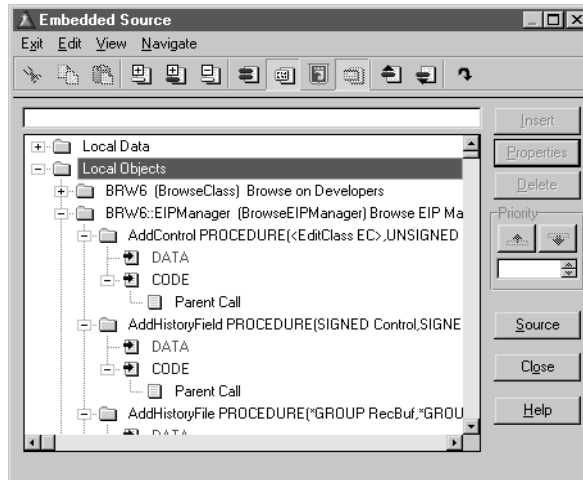 Embedded Source
Exit Edit View Navigate
Insert
Properties
Delete
Priority
Source
Close
Help
Local Data
Local Objects
BRW6 (BrowseClass) Browse on Developers
BRW6::EIPManager (BrowseEIPManager) Browse EIP Ma
AddControl PROCEDURE(<EditClass EC>,UNSIGNED
DATA
CODE
Parent Call
AddHistoryField PROCEDURE(SIGNED Control,SIGNE
DATA
CODE
Parent Call
AddHistoryFile PROCEDURE(*GROUP RecBuf,*GROU
DATA